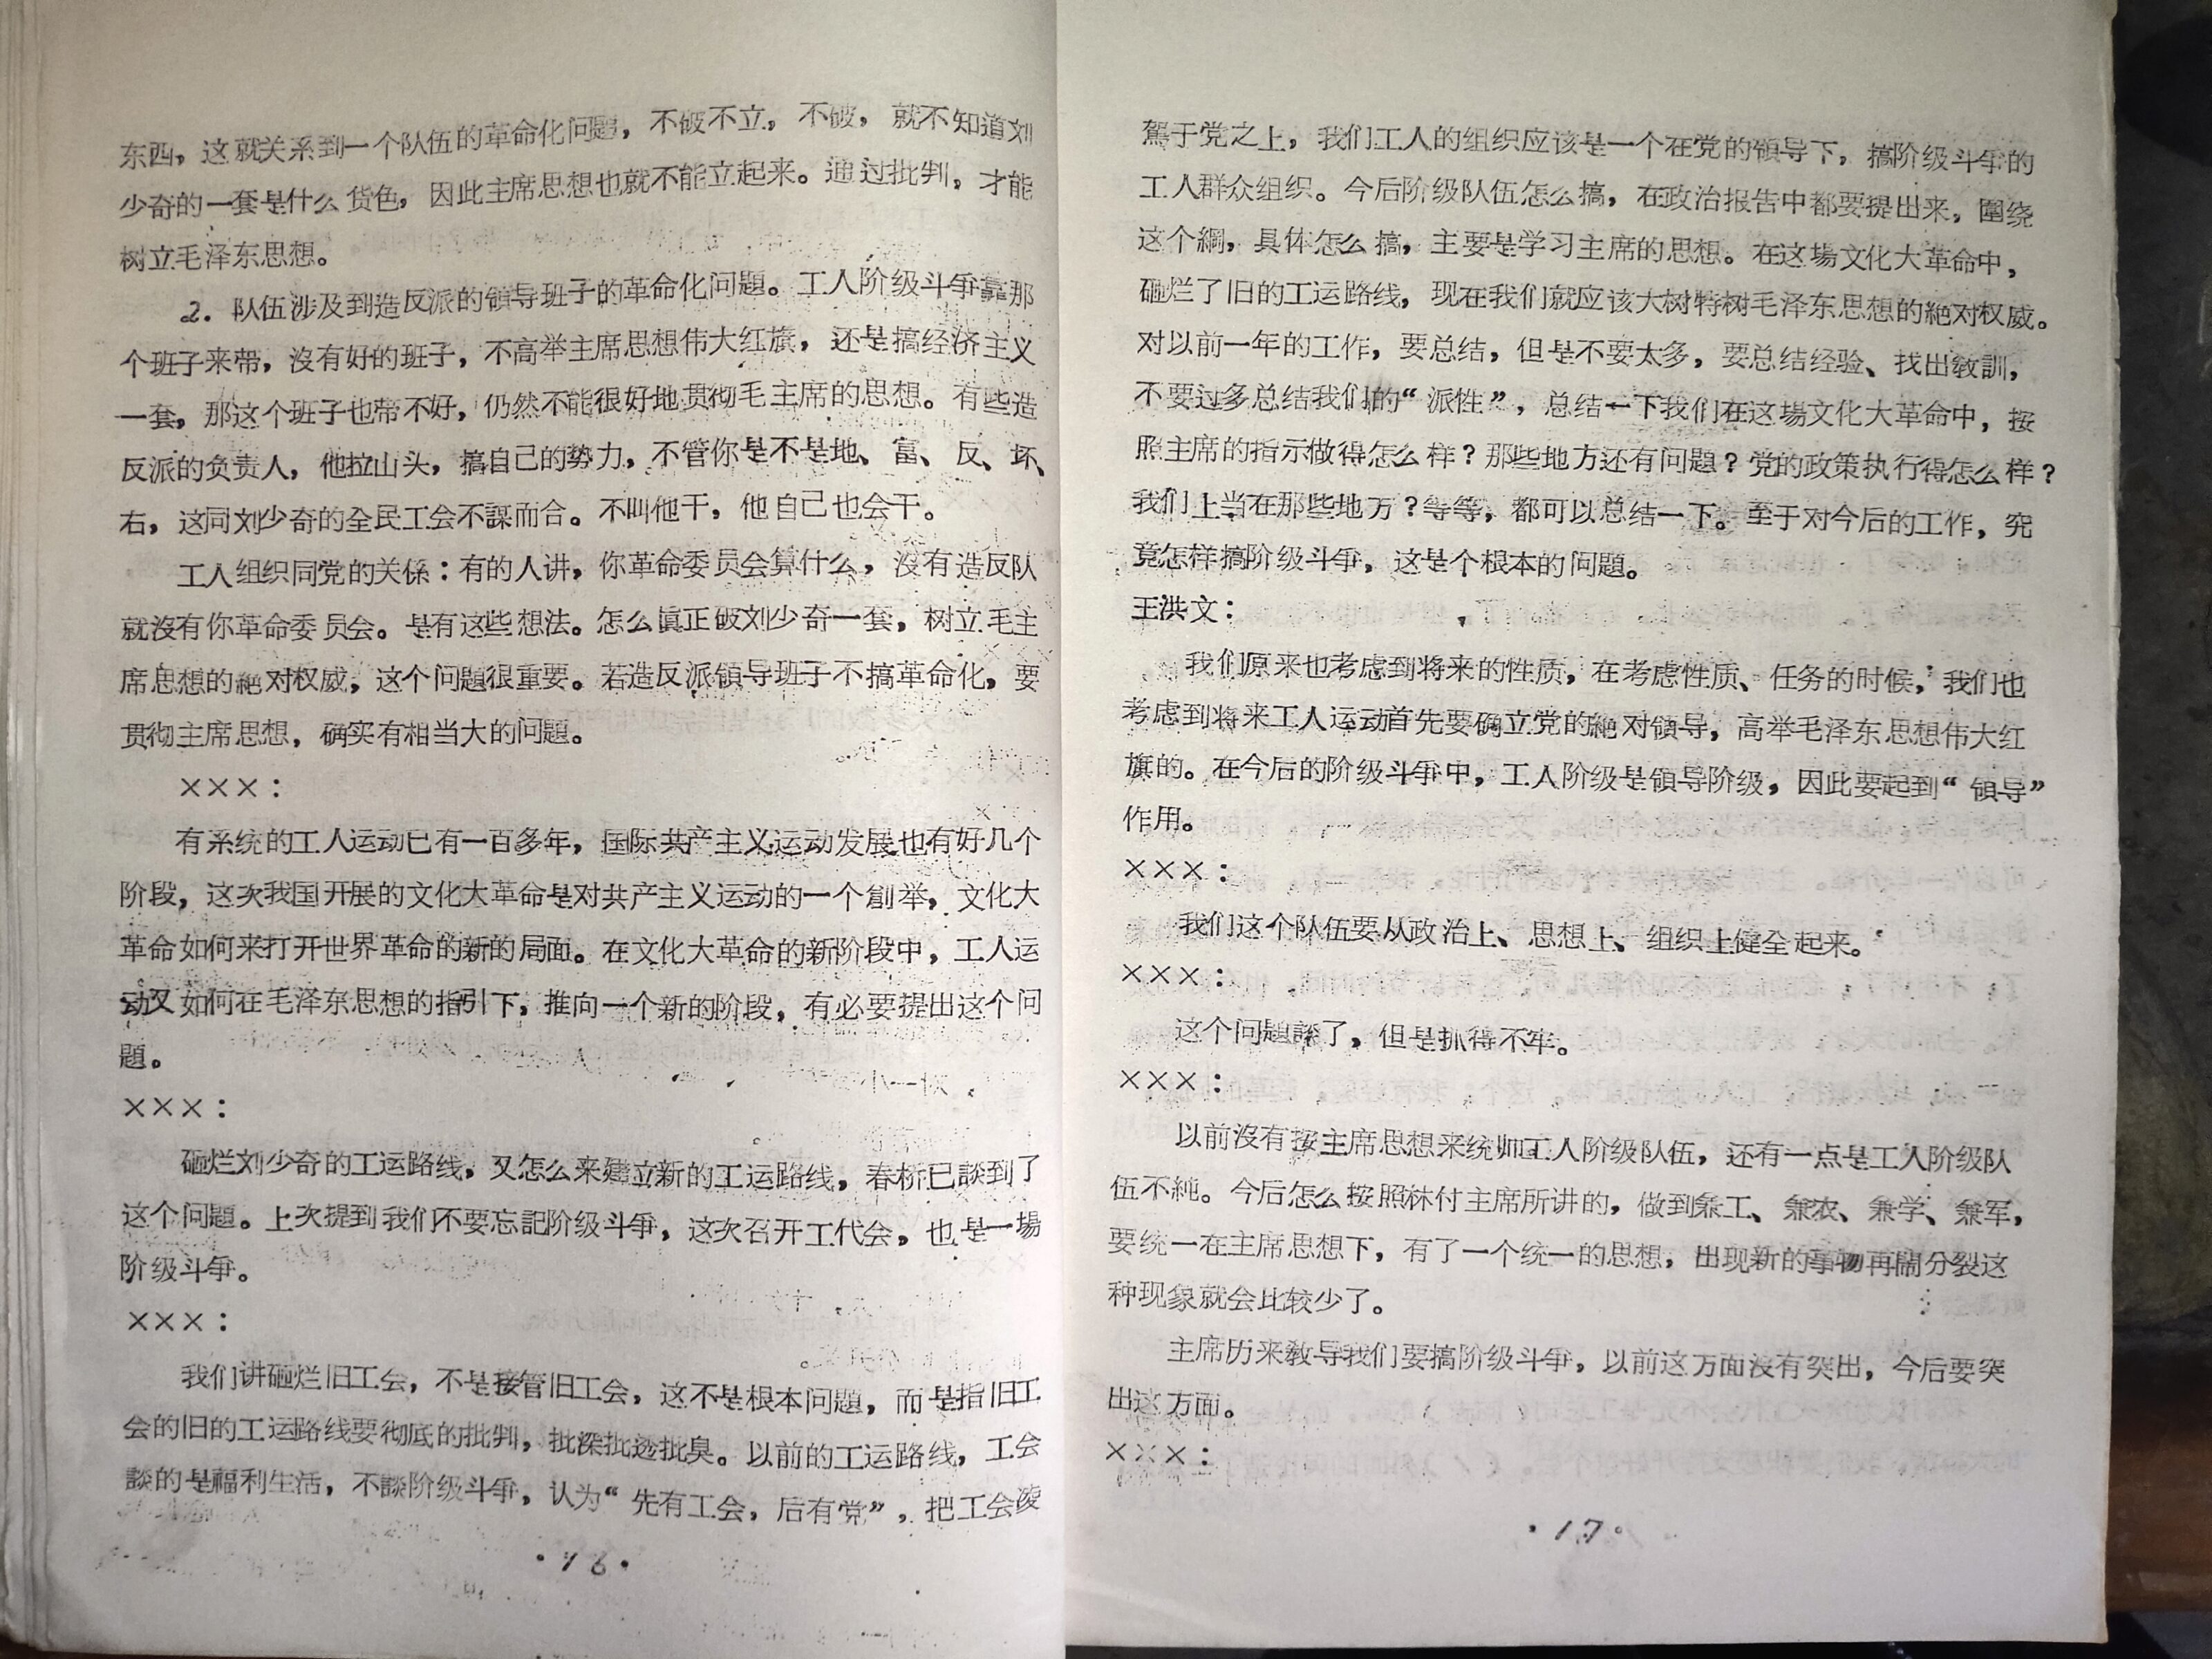 东西，这就关系到一个队伍的革命化问题，不破不立，不破，就不知道刘
少奇的一套是什么货色，因此主席思想也就不能立起来。通过批判，才能
树立毛泽东思想。
2. 队伍涉及到造反派的领导班子的革命化问题。工人阶级斗爭靠那
个班子来带，沒有好的班子，不高举主席思想伟大红旗，还是搞经济主义
一套，那这个班子也带不好，仍然不能很好地贯彻毛主席的思想。有些造
反派的负责人，他拉山头，搞自己的势力，不管你是不是地、富、反、坏、
右，这同刘少奇的全民工会不謀而合。不叫他干，他自己也会干。
工人组织同党的关係：有的人讲，你革命委员会算什么，沒有造反队
就沒有你革命委员会。是有这些想法。怎么眞正破刘少奇一套，树立毛主
席思想的絕对权威，这个问题很重要。若造反派领导班子不搞革命化，要
贯彻主席思想，确实有相当大的问題。
×××：
有系统的工人运动已有一百多年，国际共产主义运动发展也有好几个
阶段，这次我国开展的文化大革命是对共产主义运动的一个創举，文化大
革命如何来打开世界革命的新的局面。在文化大革命的新阶段中，工人运
动又如何在毛泽东思想的指引下，推向一个新的阶段，有必要提出这个问
題。
×××：
砸烂刘少奇的工运路线，又怎么来建立新的工运路线，春桥已談到了
这个问題。上次提到我们不要忘記阶级斗爭，这次召开工代会，也是一場
阶级斗爭。
×××：
我们讲砸烂旧工会，不是接管旧工会，这不是根本问題，而是指旧工
会的旧的工运路线要彻底的批判，批深批透批臭。以前的工运路线，工会
談的是福利生活，不談阶级斗爭，认为“先有工会，后有党”，把工会凌
·16·
駕于党之上，我们工人的组织应该是一个在党的領导下，搞阶级斗爭的
工人群众组织。今后阶级队伍怎么搞，在政治报告中都要提出来，圍绕
这个綱，具体怎么搞，主要是学习主席的思想。在这場文化大革命中，
砸烂了旧的工运路线，现在我们就应该大树特树毛泽东思想的絕对权威。
对以前一年的工作，要总结，但是不要太多，要总结经验、找出教訓，
不要过多总结我们的“派性”，总结一下我们在这場文化大革命中，按
照主席的指示做得怎么样？那些地方还有问題？党的政策执行得怎么样？
我们上当在那些地方？等等，都可以总结一下。至于对今后的工作，究
竟怎样搞阶级斗爭，这是个根本的问題。
王洪文：
我们原来也考虑到将来的性质，在考虑性质、任务的时候，我们也
考虑到将来工人运动首先要确立党的絕对領导，高举毛泽东思想伟大红
旗的。在今后的阶级斗爭中，工人阶级是領导阶级，因此要起到“領导”
作用。
×××：
我们这个队伍要从政治上、思想上、组织上健全起来。
×××：
这个问题談了，但是抓得不牢。
×××：
以前沒有按主席思想来统帅工人阶级队伍，还有一点是工人阶级队
伍不純。今后怎么按照林付主席所讲的，做到兼工、兼农、兼学、兼军，
要统一在主席思想下，有了一个统一的思想，出现新的事物再鬧分裂这
种现象就会比较少了。
主席历来教导我们要搞阶级斗爭，以前这方面沒有突出，今后要突
出这方面。
×××：
·17·